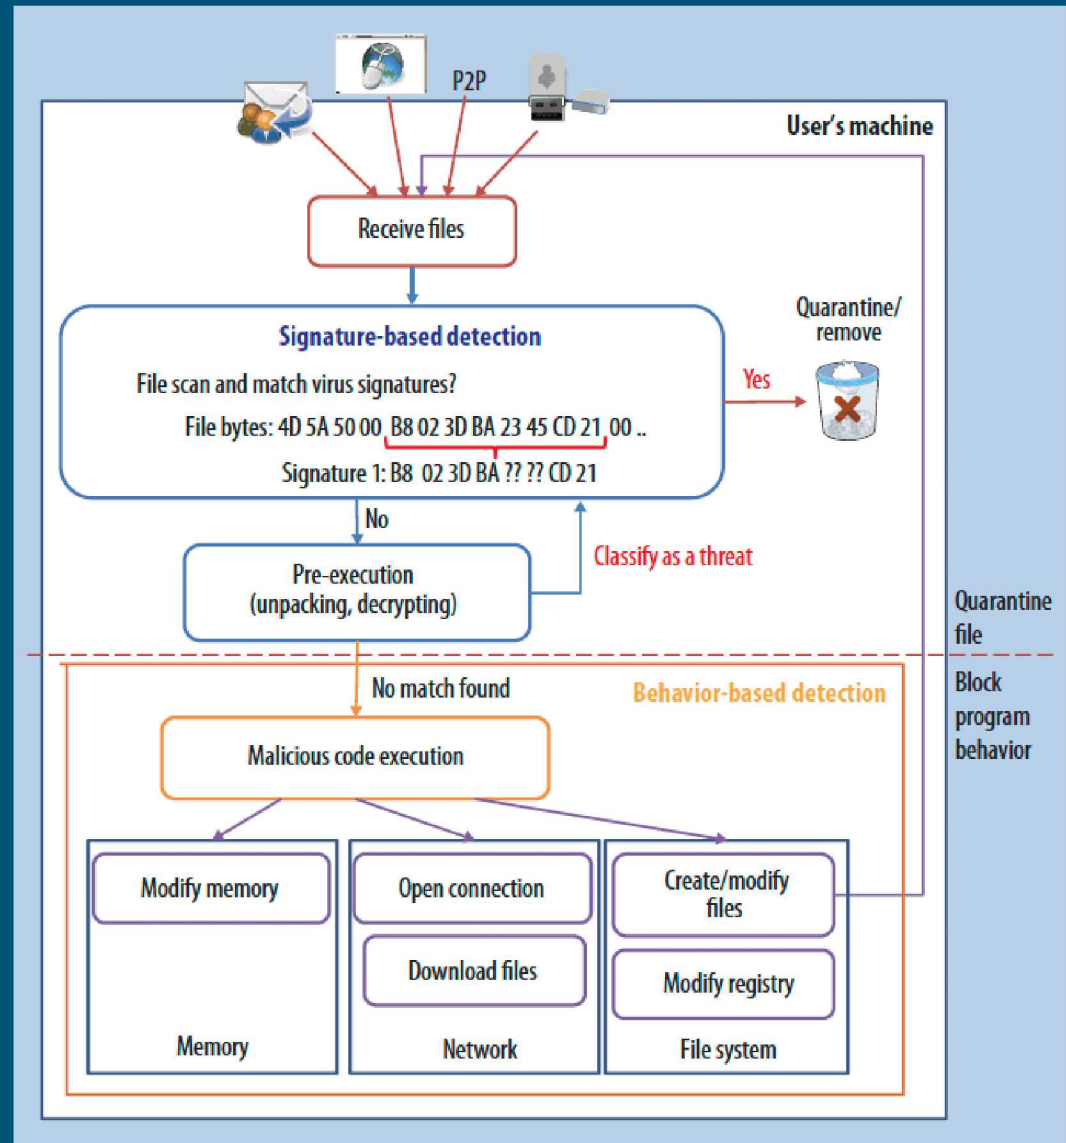 P2P
User's machine
Receive files
Signature-based detection
File scan and match virus signatures?
File bytes: 4D 5A 50 00 B8 02 3D BA 23 45 CD 21 00 ..
Signature 1: B8 02 3D BA ?? ?? CD 21
Yes
Quarantine/
remove
No
Pre-execution
(unpacking, decrypting)
Classify as a threat
Quarantine
file
Block
program
behavior
No match found
Behavior-based detection
Malicious code execution
Modify memory
Memory
Open connection
Download files
Network
Create/modify
files
Modify registry
File system